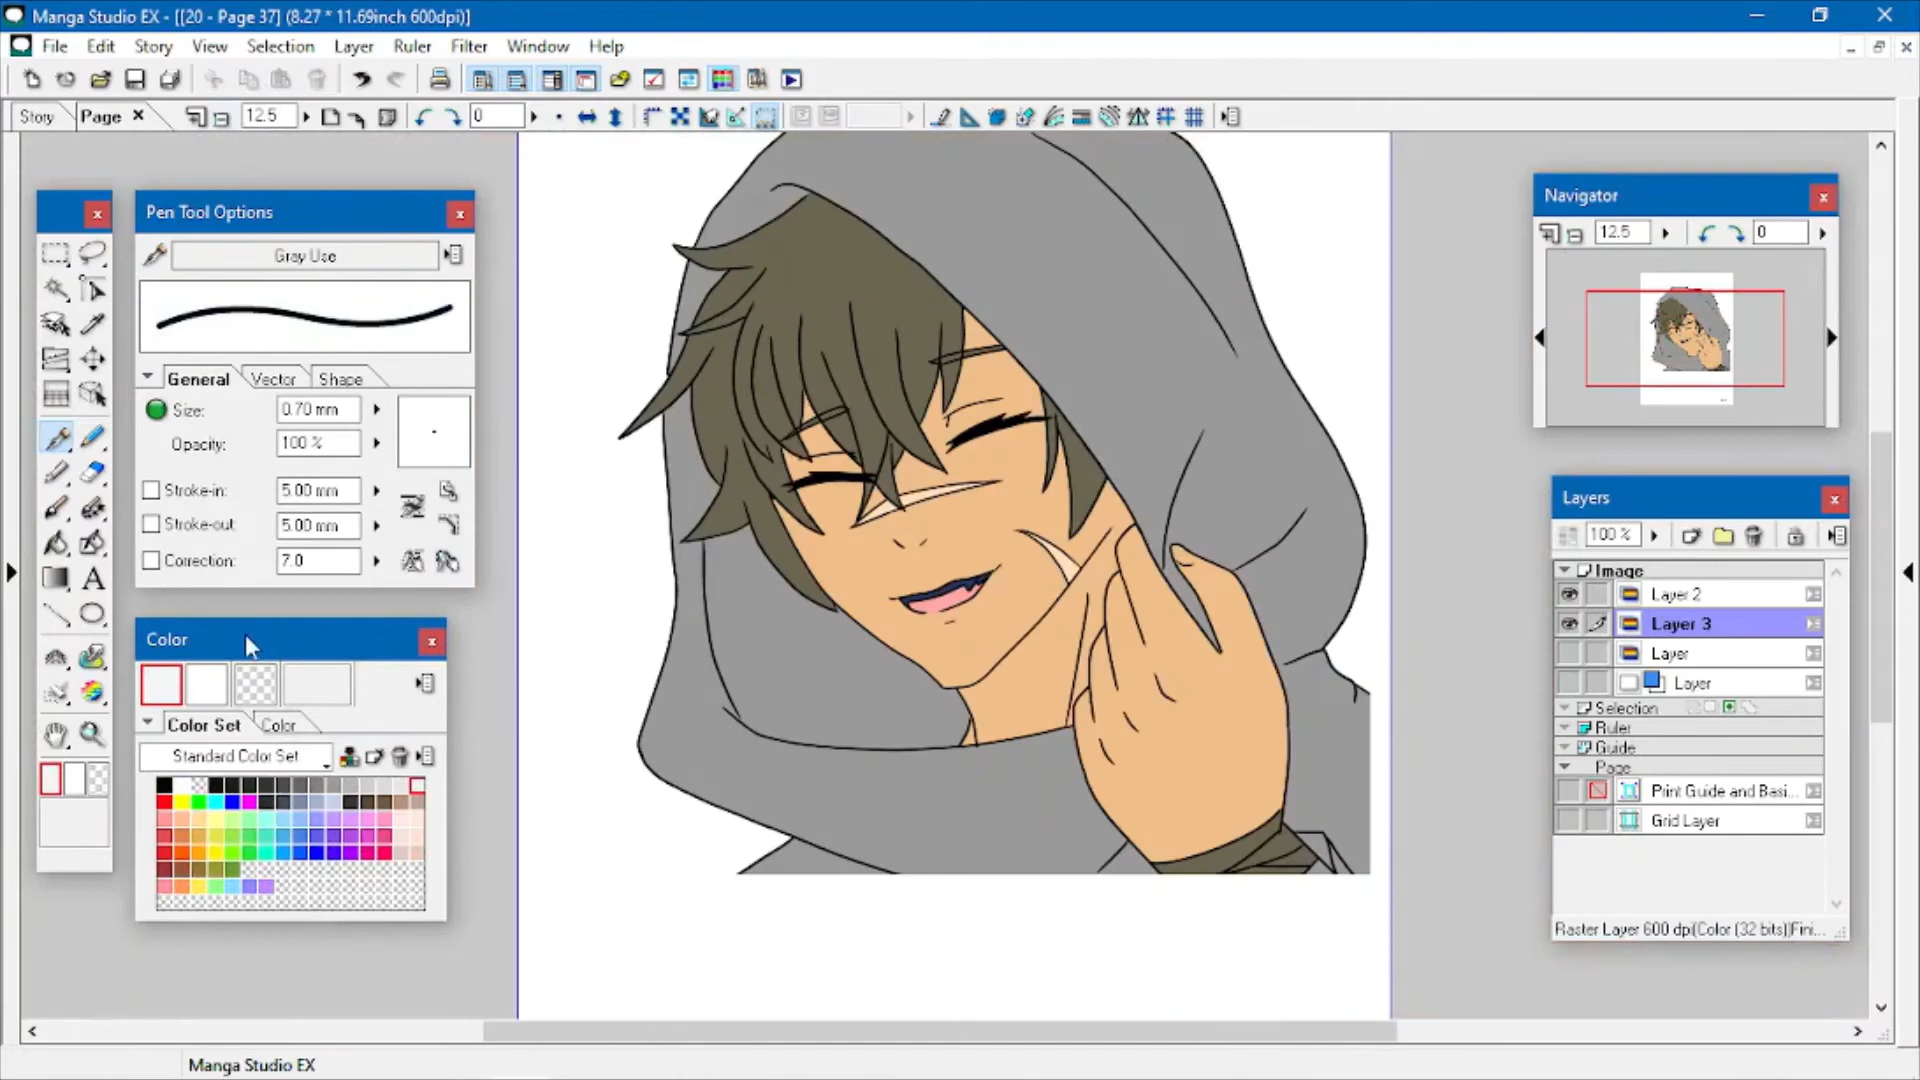 Manga Studio EX - [[20 - Page 37] (8.27 * 11.69inch 600dpi)]
File Edit Story View Selection Layer Ruler Filter Window Help
Story Page 12.5 0
Pen Tool Options
Gray Use
General Vector Shape
Size: 0.70 mm
Opacity: 100 %
Stroke-in: 5.00 mm
Stroke-out: 5.00 mm
Correction: 7.0
A
Color
Color Set Color
Standard Color Set
Navigator
12.5 0
Layers
100 %
Image
Layer 2
Layer 3
Layer
Layer
Selection
Ruler
Guide
Page
Print Guide and Basi...
Grid Layer
Raster Layer 600 dpi(Color (32 bits))Fini...
Manga Studio EX